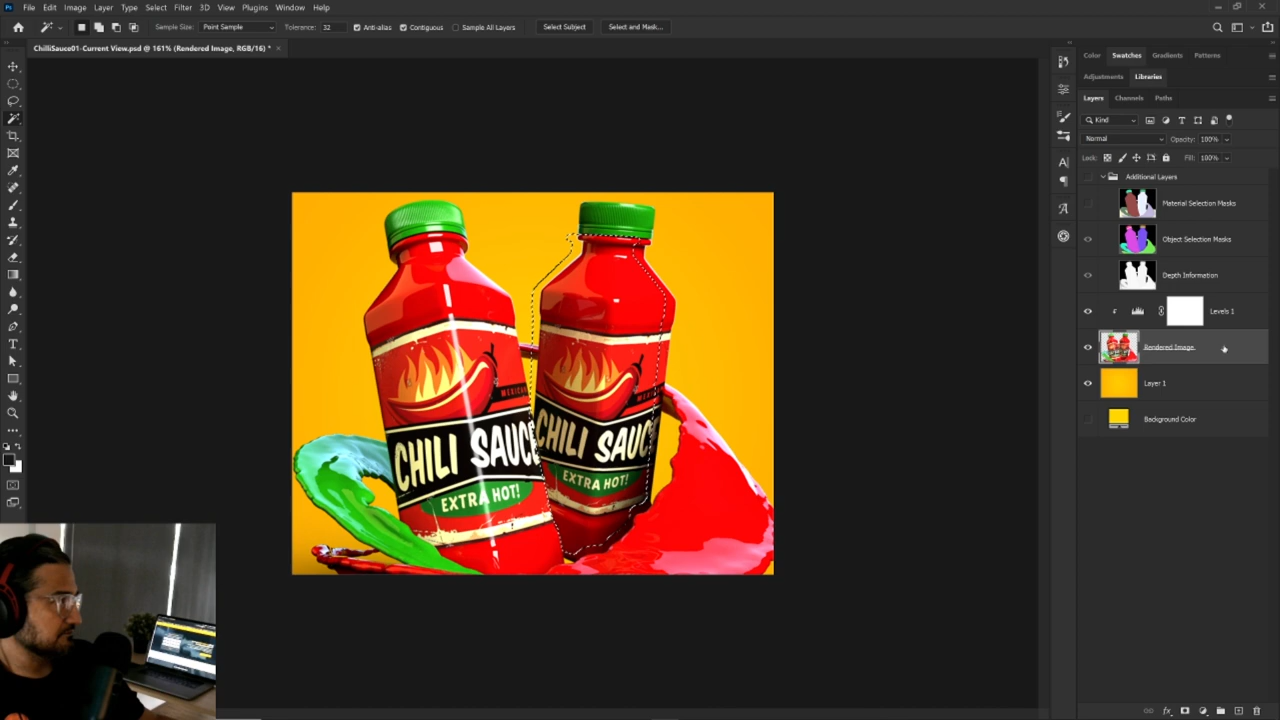 Ps File Edit Image Layer Type Select Filter 3D View Plugins Window Help
Sample Size: Point Sample Tolerance: 32 Anti-alias Contiguous Sample All Layers Select Subject Select and Mask...
ChilliSauce01-Current View.psd @ 161% (Rendered Image, RGB/16) * ×
Color Swatches Gradients Patterns
Adjustments Libraries
Layers Channels Paths
Kind
Normal Opacity: 100%
Lock: Fill: 100%
Additional Layers
Material Selection Masks
Object Selection Masks
Depth Information
Levels 1
Rendered Image
Layer 1
Background Color
CHILI SAUCE
EXTRA HOT!
CHILI SAUC
EXTRA HOT!